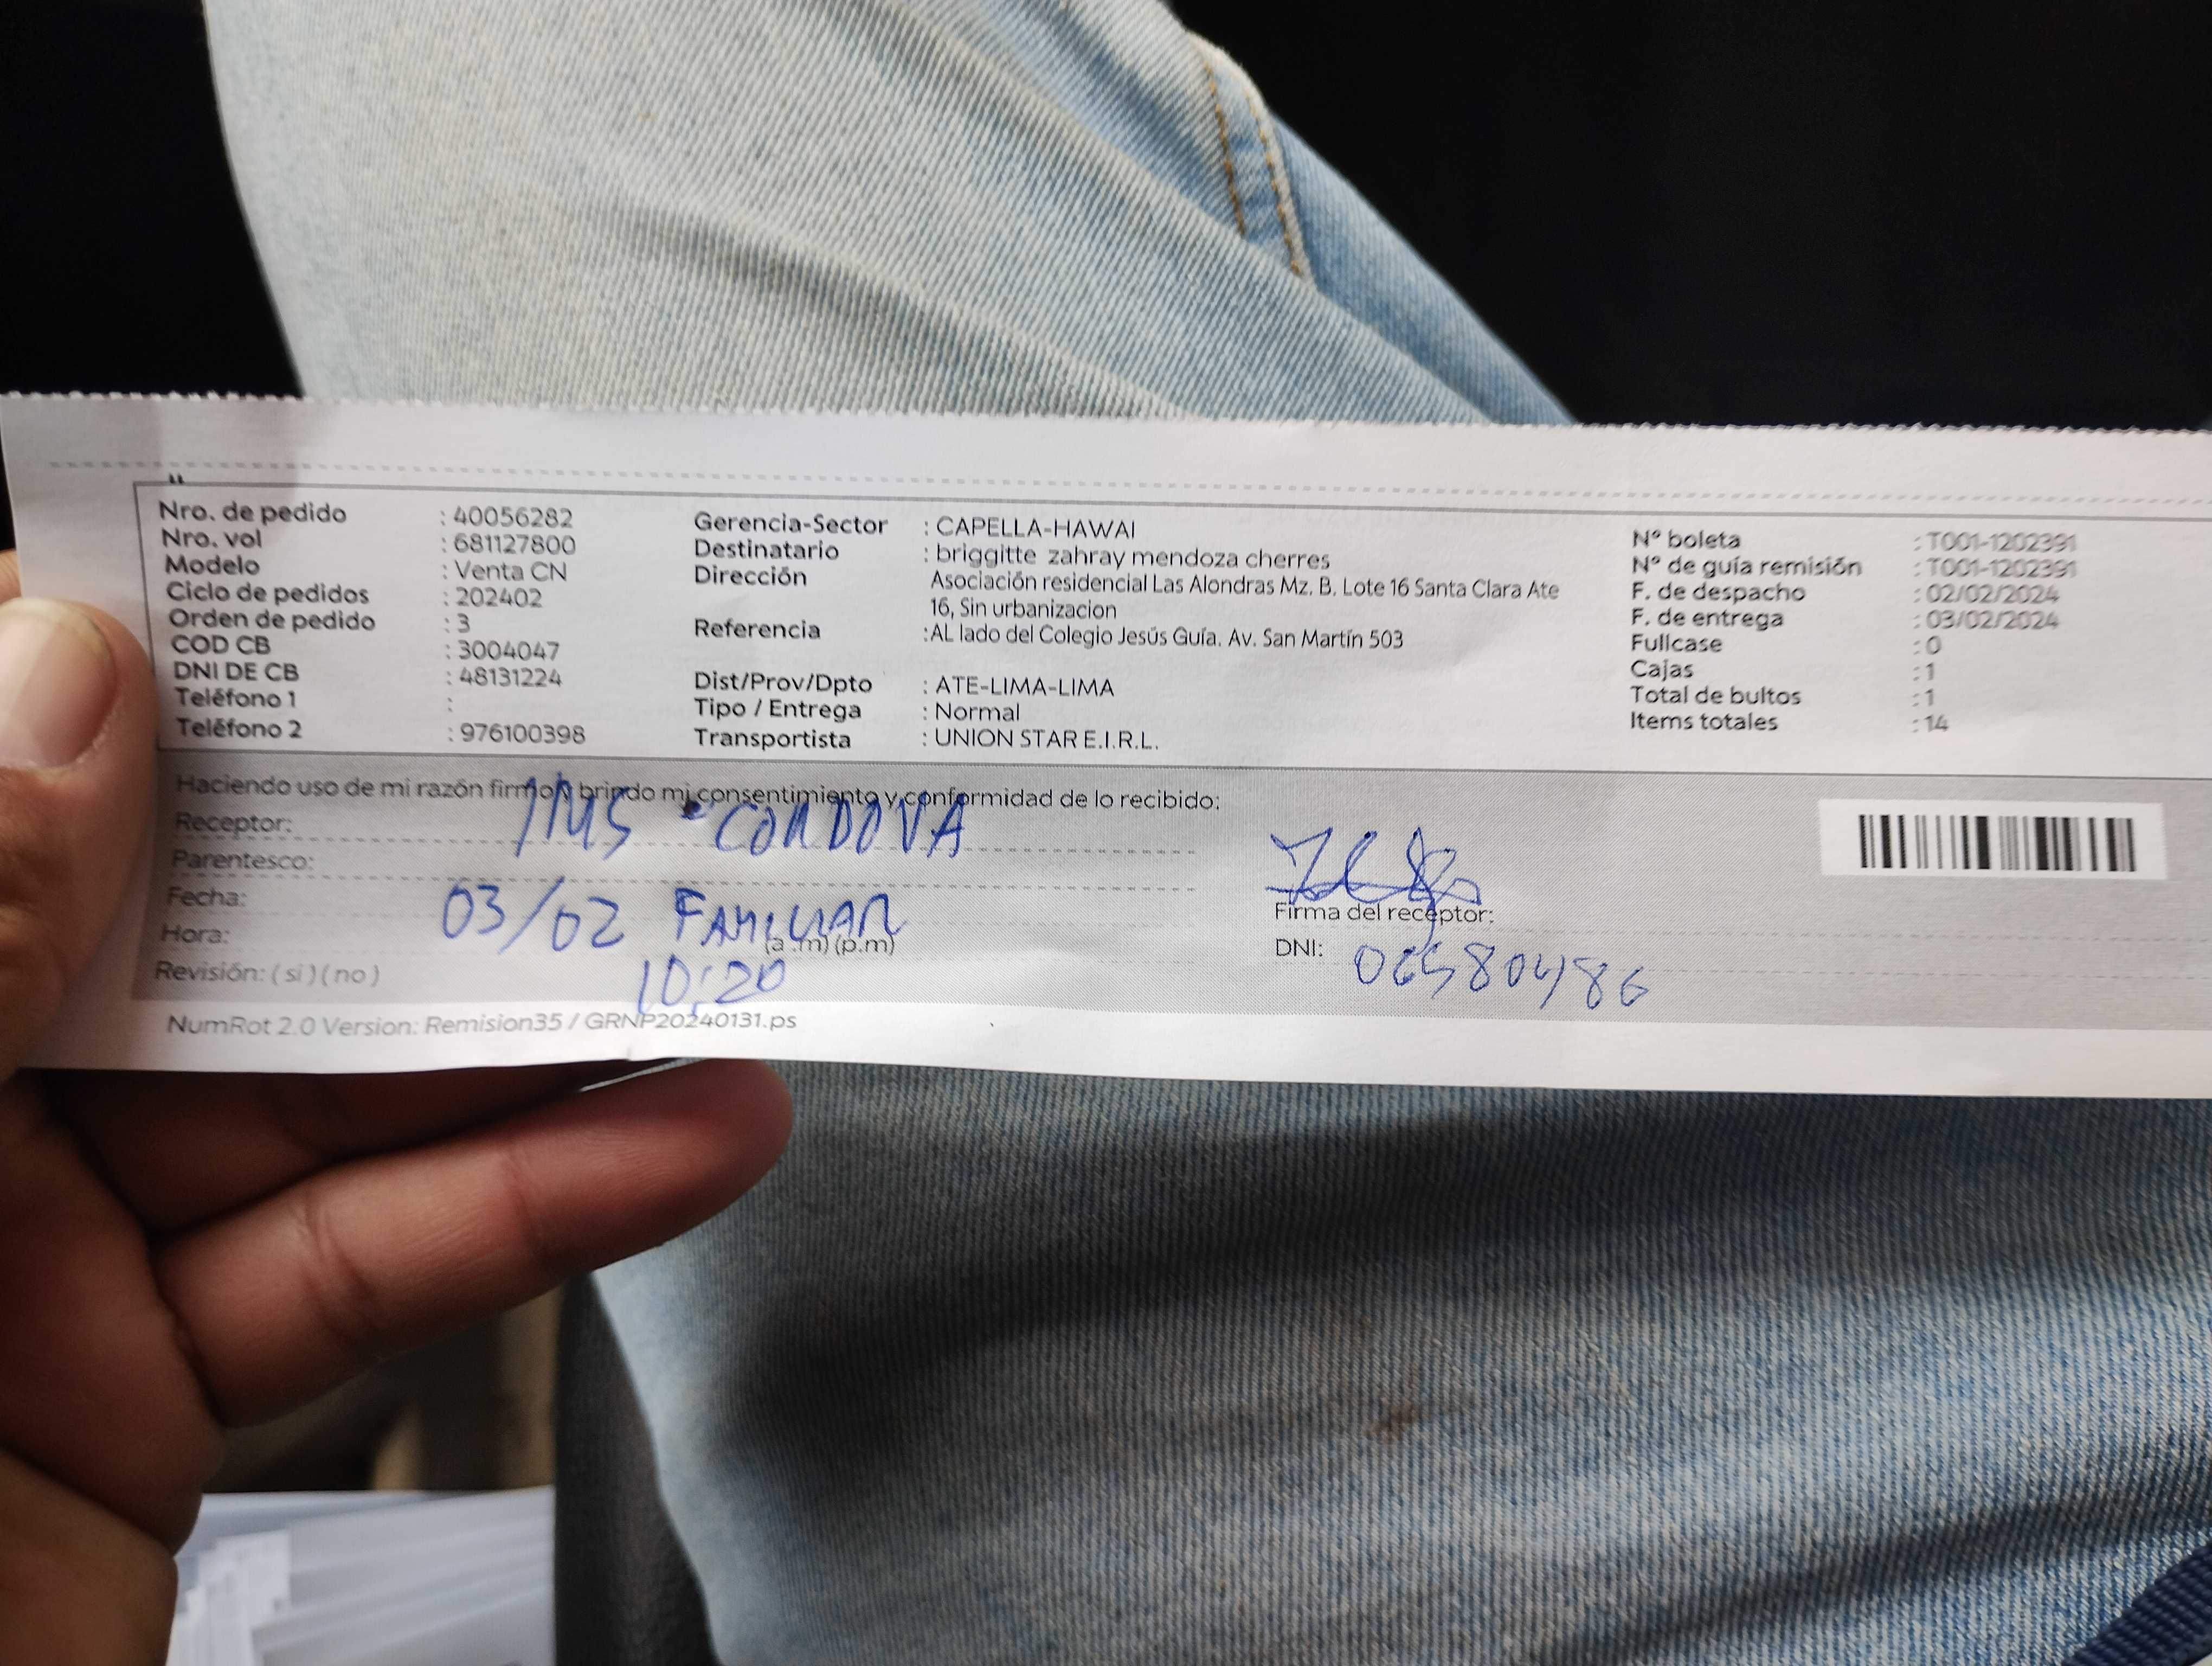 Nro. de pedido : 40056282
Nro. vol : 681127800
Modelo : Venta CN
Ciclo de pedidos : 202402
Orden de pedido : 3
COD CB : 3004047
DNI DE CB : 48131224
Teléfono 1 :
Teléfono 2 : 976100398
Gerencia-Sector : CAPELLA-HAWAI
Destinatario : briggitte zahray mendoza cherres
Dirección Asociación residencial Las Alondras Mz. B. Lote 16 Santa Clara Ate
16, Sin urbanizacion
Referencia :AL lado del Colegio Jesús Guía. Av. San Martín 503
Dist/Prov/Dpto : ATE-LIMA-LIMA
Tipo / Entrega : Normal
Transportista : UNION STAR E.I.R.L.
N° boleta : T001-1202391
N° de guía remisión : T001-1202391
F. de despacho : 02/02/2024
F. de entrega : 03/02/2024
Fullcase : 0
Cajas : 1
Total de bultos : 1
Items totales : 14
Haciendo uso de mi razón firmo y brindo mi consentimiento y conformidad de lo recibido:
Receptor: CORDOVA
Parentesco:
Fecha: 03/02 FAMILIAR
Hora: (a .m) (p.m)
Revisión: ( si ) ( no ) 10:20
Firma del receptor:
DNI: 06580486
NumRot 2.0 Version: Remision35 / GRNP20240131.ps